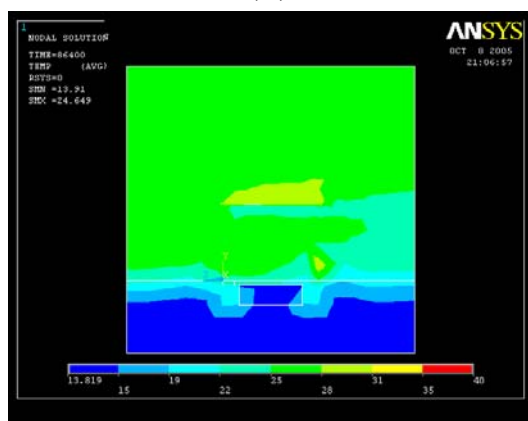 1
NODAL SOLUTION
TIME=86400
TEMP (AVG)
RSYS=0
SMN =13.91
SMX =24.649
ANSYS
OCT 8 2005
21:06:57
Y
Z X
13.819 19 25 31 40
15 22 28 35